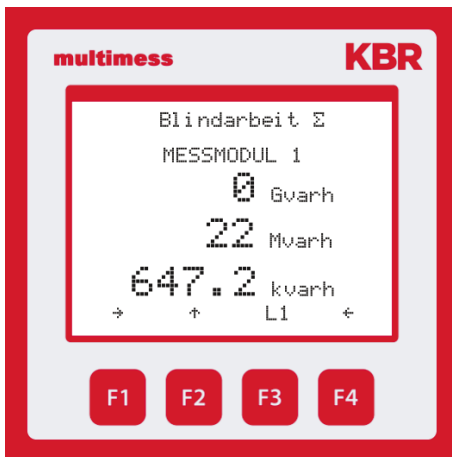 multimess KBR
Blindarbeit Σ
MESSMODUL 1
0 Gvarh
22 Mvarh
647.2 kvarh
→ ↑ L1 ←
F1 F2 F3 F4